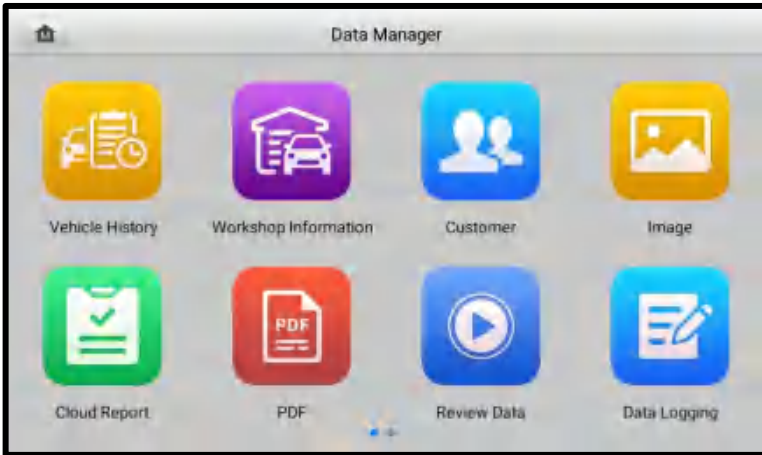 Data Manager
Vehicle History
Workshop Information
Customer
Image
PDF
Cloud Report
PDF
Review Data
Data Logging